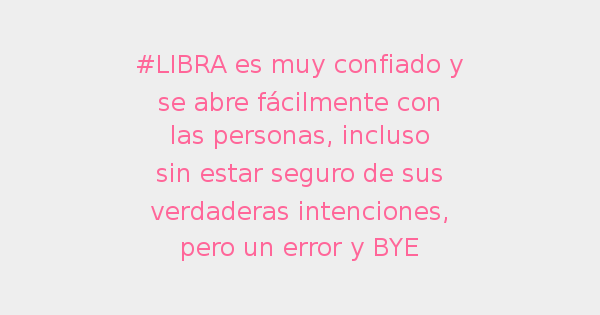 #LIBRA es muy confiado y
se abre fácilmente con
las personas, incluso
sin estar seguro de sus
verdaderas intenciones,
pero un error y BYE